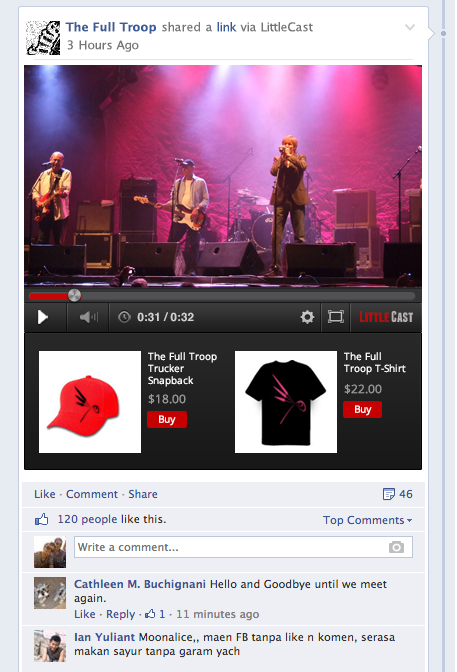 The Full Troop shared a link via LittleCast
3 Hours Ago
0:31 / 0:32
LITTLECAST
The Full Troop
Trucker
Snapback
$18.00
Buy
The Full
Troop T-Shirt
$22.00
Buy
Like · Comment · Share
46
120 people like this.
Top Comments
Write a comment...
Cathleen M. Buchignani Hello and Goodbye until we meet
again.
Like · Reply · 1 · 11 minutes ago
Ian Yuliant Moonalice,, maen FB tanpa like n komen, serasa
makan sayur tanpa garam yach